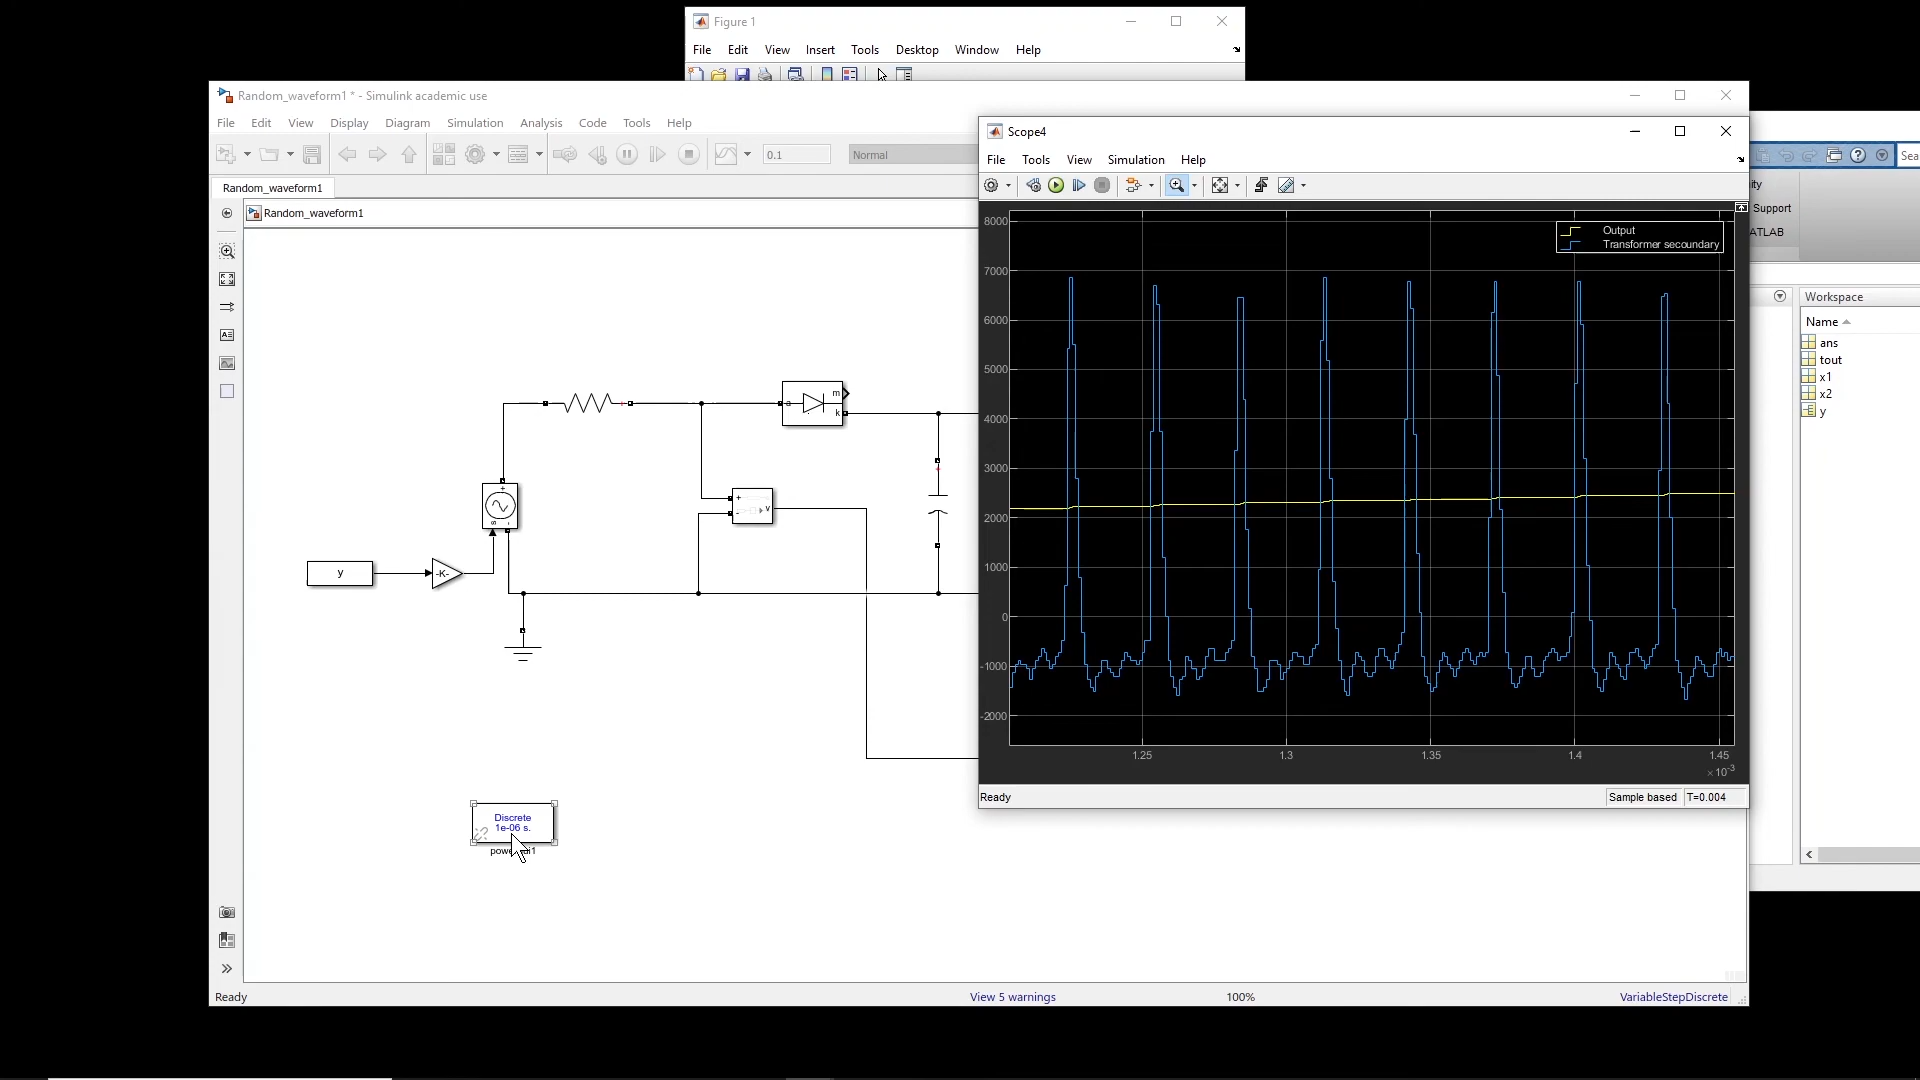 Figure 1
File Edit View Insert Tools Desktop Window Help
Random_waveform1 * - Simulink academic use
File Edit View Display Diagram Simulation Analysis Code Tools Help
0.1 Normal
Random_waveform1
Random_waveform1
Scope4
File Tools View Simulation Help
Output
Transformer secoundary
8000
7000
6000
5000
4000
3000
2000
1000
0
-1000
-2000
1.25 1.3 1.35 1.4 1.45
×10-3
Ready Sample based T=0.004
m
a
k
+
-
v
+
s -
y
-K-
Discrete
1e-06 s.
Ready View 5 warnings 100% VariableStepDiscrete
Sea
ity
Support
ATLAB
Workspace
Name
ans
tout
x1
x2
y